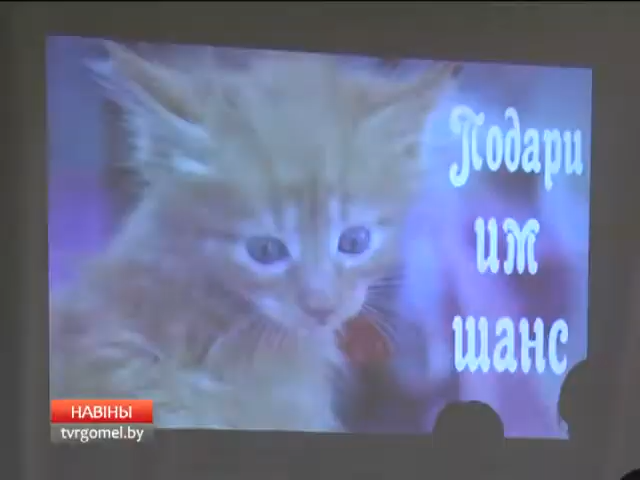 Подари
им
шанс
НАВІНЫ
tvrgomel.by